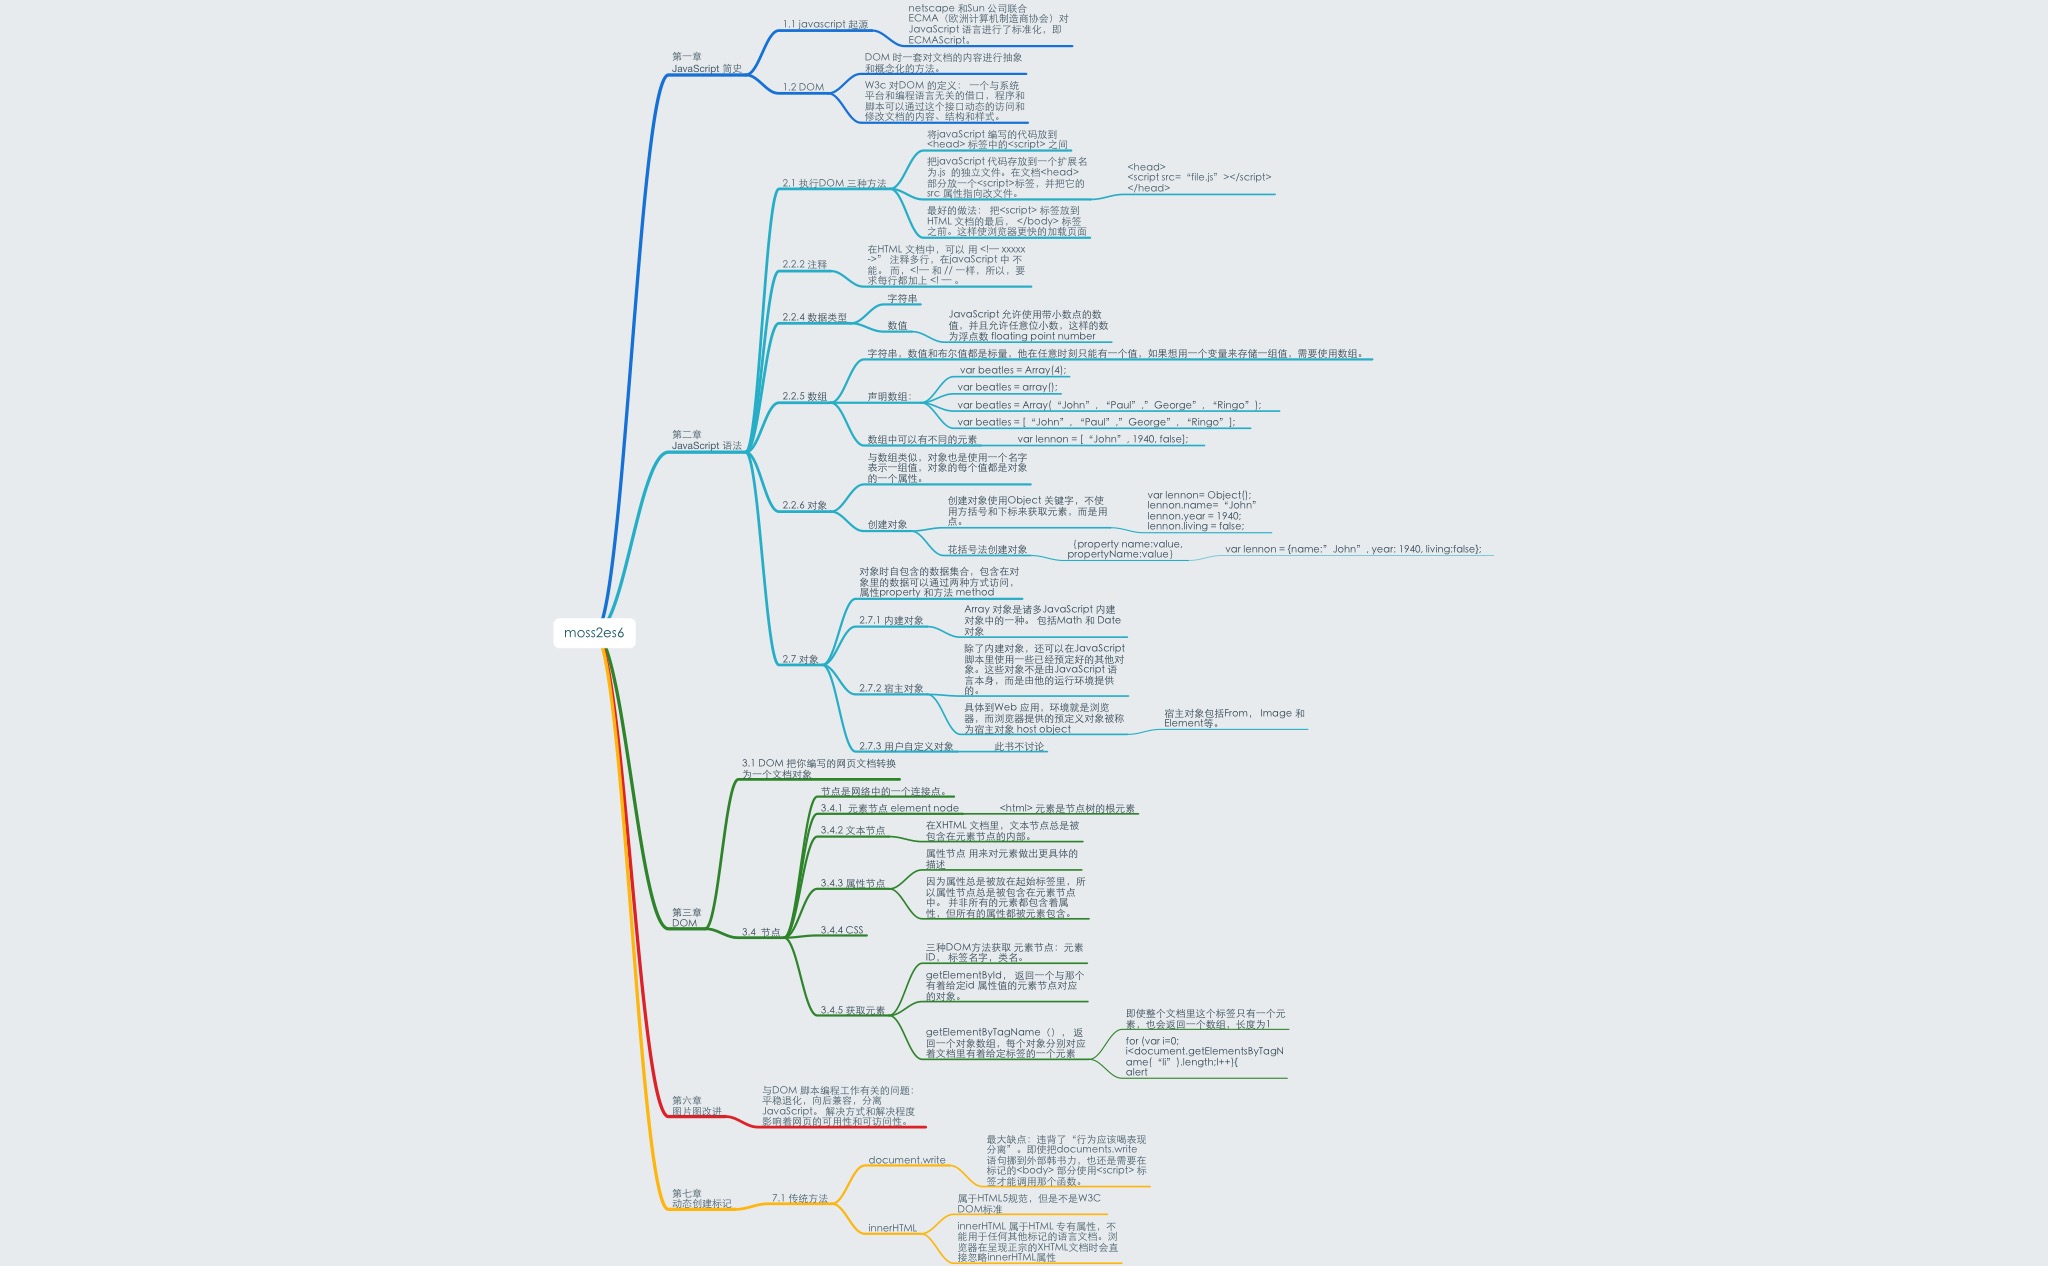 moss2es6
第一章
JavaScript 简史
1.1 javascript 起源
netscape 和Sun 公司联合
ECMA（欧洲计算机制造商协会）对
JavaScript 语言进行了标准化，即
ECMAScript。
1.2 DOM
DOM 时一套对文档的内容进行抽象
和概念化的方法。
W3c 对DOM 的定义： 一个与系统
平台和编程语言无关的借口，程序和
脚本可以通过这个接口动态的访问和
修改文档的内容、结构和样式。
第二章
JavaScript 语法
2.1 执行DOM 三种方法
将javaScript 编写的代码放到
<head> 标签中的<script> 之间
把javaScript 代码存放到一个扩展名
为.js 的独立文件。在文档<head>
部分放一个<script>标签，并把它的
src 属性指向改文件。
<head>
<script src= “file.js” ></script>
</head>
最好的做法： 把<script> 标签放到
HTML 文档的最后， </body> 标签
之前。这样使浏览器更快的加载页面
2.2.2 注释
在HTML 文档中，可以 用 <!— xxxxx
->” 注释多行，在javaScript 中 不
能。 而，<!— 和 // 一样，所以，要
求每行都加上 <! — 。
2.2.4 数据类型
字符串
数值
JavaScript 允许使用带小数点的数
值，并且允许任意位小数，这样的数
为浮点数 floating point number
2.2.5 数组
字符串，数值和布尔值都是标量，他在任意时刻只能有一个值，如果想用一个变量来存储一组值，需要使用数组。
声明数组：
var beatles = Array(4);
var beatles = array();
var beatles = Array( “John” , “Paul” ,” George” , “Ringo” );
var beatles = [ “John” , “Paul” ,” George” , “Ringo” ];
数组中可以有不同的元素
var lennon = [ “John” , 1940, false];
2.2.6 对象
与数组类似，对象也是使用一个名字
表示一组值，对象的每个值都是对象
的一个属性。
创建对象
创建对象使用Object 关键字，不使
用方括号和下标来获取元素，而是用
点。
var lennon= Object();
lennon.name= “John”
lennon.year = 1940;
lennon.living = false;
花括号法创建对象
{property name:value,
propertyName:value}
var lennon = {name:” John” , year: 1940, living:false};
2.7 对象
对象时自包含的数据集合，包含在对
象里的数据可以通过两种方式访问，
属性property 和方法 method
2.7.1 内建对象
Array 对象是诸多JavaScript 内建
对象中的一种。 包括Math 和 Date
对象
2.7.2 宿主对象
除了内建对象，还可以在JavaScript
脚本里使用一些已经预定好的其他对
象。这些对象不是由JavaScript 语
言本身，而是由他的运行环境提供
的。
具体到Web 应用，环境就是浏览
器，而浏览器提供的预定义对象被称
为宿主对象 host object
宿主对象包括From， Image 和
Element等。
2.7.3 用户自定义对象
此书不讨论
第三章
DOM
3.1 DOM 把你编写的网页文档转换
为一个文档对象
3.4 节点
节点是网络中的一个连接点。
3.4.1 元素节点 element node
<html> 元素是节点树的根元素
3.4.2 文本节点
在XHTML 文档里，文本节点总是被
包含在元素节点的内部。
3.4.3 属性节点
属性节点 用来对元素做出更具体的
描述
因为属性总是被放在起始标签里，所
以属性节点总是被包含在元素节点
中。 并非所有的元素都包含着属
性，但所有的属性都被元素包含。
3.4.4 CSS
3.4.5 获取元素
三种DOM方法获取 元素节点：元素
ID， 标签名字，类名。
getElementById， 返回一个与那个
有着给定id 属性值的元素节点对应
的对象。
getElementByTagName（）， 返
回一个对象数组，每个对象分别对应
着文档里有着给定标签的一个元素
即使整个文档里这个标签只有一个元
素，也会返回一个数组，长度为1
for (var i=0;
i<document.getElementsByTagN
ame( “li” ).length;i++){
alert
第六章
图片图改进
与DOM 脚本编程工作有关的问题：
平稳退化，向后兼容，分离
JavaScript。 解决方式和解决程度
影响着网页的可用性和可访问性。
第七章
动态创建标记
7.1 传统方法
document.write
最大缺点：违背了“行为应该喝表现
分离” 。即使把documents.write
语句挪到外部韩书力，也还是需要在
标记的<body> 部分使用<script> 标
签才能调用那个函数。
innerHTML
属于HTML5规范，但是不是W3C
DOM标准
innerHTML 属于HTML 专有属性，不
能用于任何其他标记的语言文档。浏
览器在呈现正宗的XHTML文档时会直
接忽略innerHTML属性